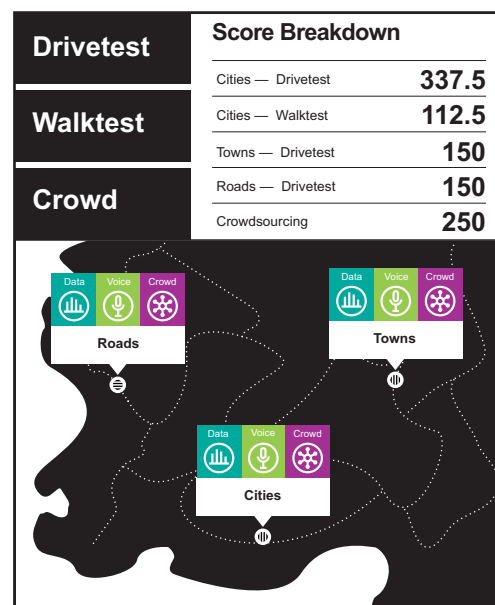 Drivetest
Walktest
Crowd
Score Breakdown
Cities — Drivetest 337.5
Cities — Walktest 112.5
Towns — Drivetest 150
Roads — Drivetest 150
Crowdsourcing 250
Data Voice Crowd
Roads
Data Voice Crowd
Towns
Data Voice Crowd
Cities